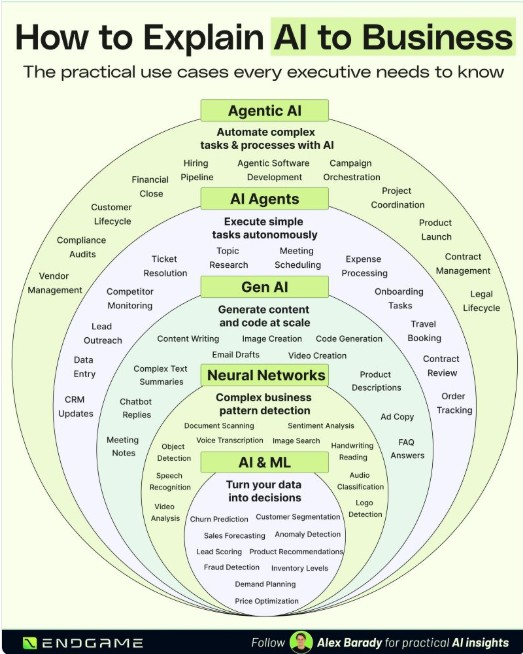 How to Explain AI to Business
The practical use cases every executive needs to know
Agentic AI
Automate complex
tasks & processes with AI
Hiring
Pipeline
Agentic Software
Development
Campaign
Orchestration
Financial
Close
Project
Coordination
Customer
Lifecycle
Product
Launch
Compliance
Audits
Contract
Management
Vendor
Management
Legal
Lifecycle
AI Agents
Execute simple
tasks autonomously
Ticket
Resolution
Topic
Research
Meeting
Scheduling
Expense
Processing
Competitor
Monitoring
Onboarding
Tasks
Lead
Outreach
Travel
Booking
Data
Entry
Contract
Review
CRM
Updates
Order
Tracking
Gen AI
Generate content
and code at scale
Content Writing
Image Creation
Code Generation
Email Drafts
Video Creation
Complex Text
Summaries
Product
Descriptions
Chatbot
Replies
Ad Copy
Meeting
Notes
FAQ
Answers
Neural Networks
Complex business
pattern detection
Document Scanning
Sentiment Analysis
Voice Transcription
Image Search
Object
Detection
Handwriting
Reading
Speech
Recognition
Audio
Classification
Video
Analysis
Logo
Detection
AI & ML
Turn your data
into decisions
Churn Prediction
Customer Segmentation
Sales Forecasting
Anomaly Detection
Lead Scoring
Product Recommendations
Fraud Detection
Inventory Levels
Demand Planning
Price Optimization
ENDGAME
Follow Alex Barady for practical AI insights